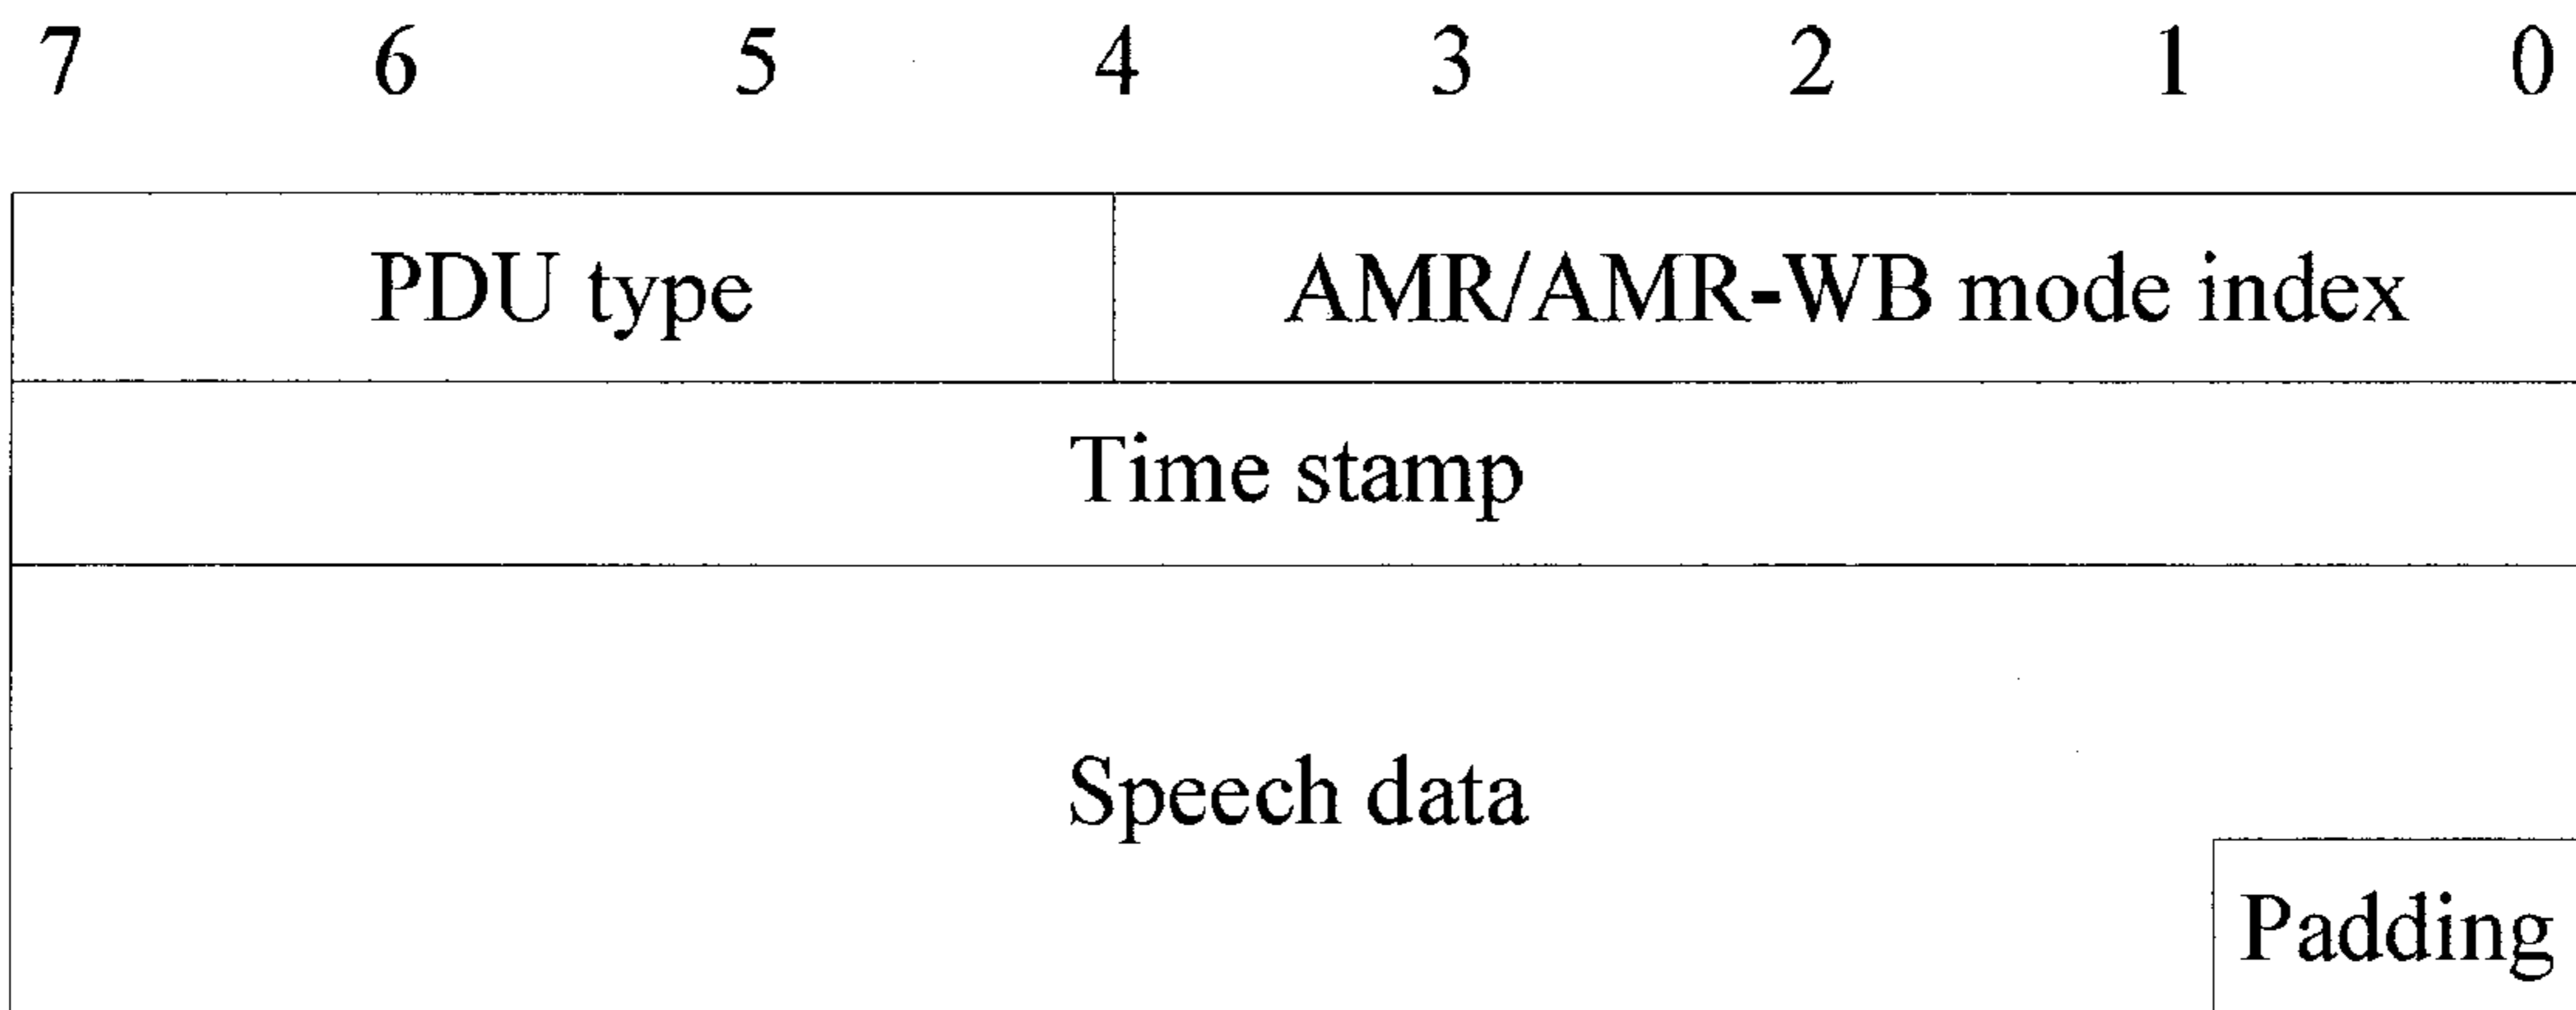 7 6 5 4 3 2 1 0
PDU type AMR/AMR-WB mode index
Time stamp
Speech data
Padding